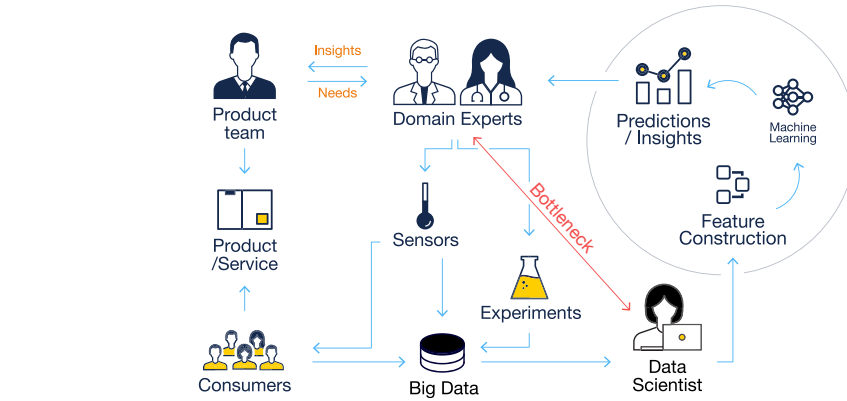 Insights
Needs
Product
team
Domain Experts
Predictions
/ Insights
Machine
Learning
Feature
Construction
Bottleneck
Product
/Service
Sensors
Experiments
Consumers
Big Data
Data
Scientist